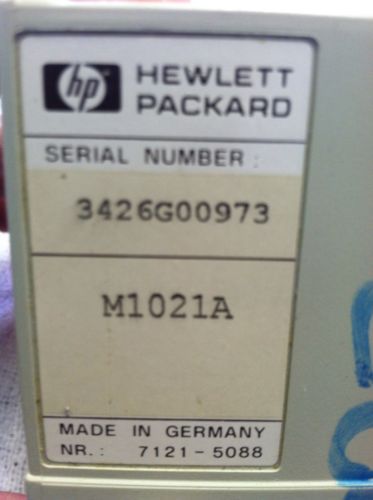 hp HEWLETT
PACKARD
SERIAL NUMBER :
3426G00973
M1021A
MADE IN GERMANY
NR.: 7121-5088